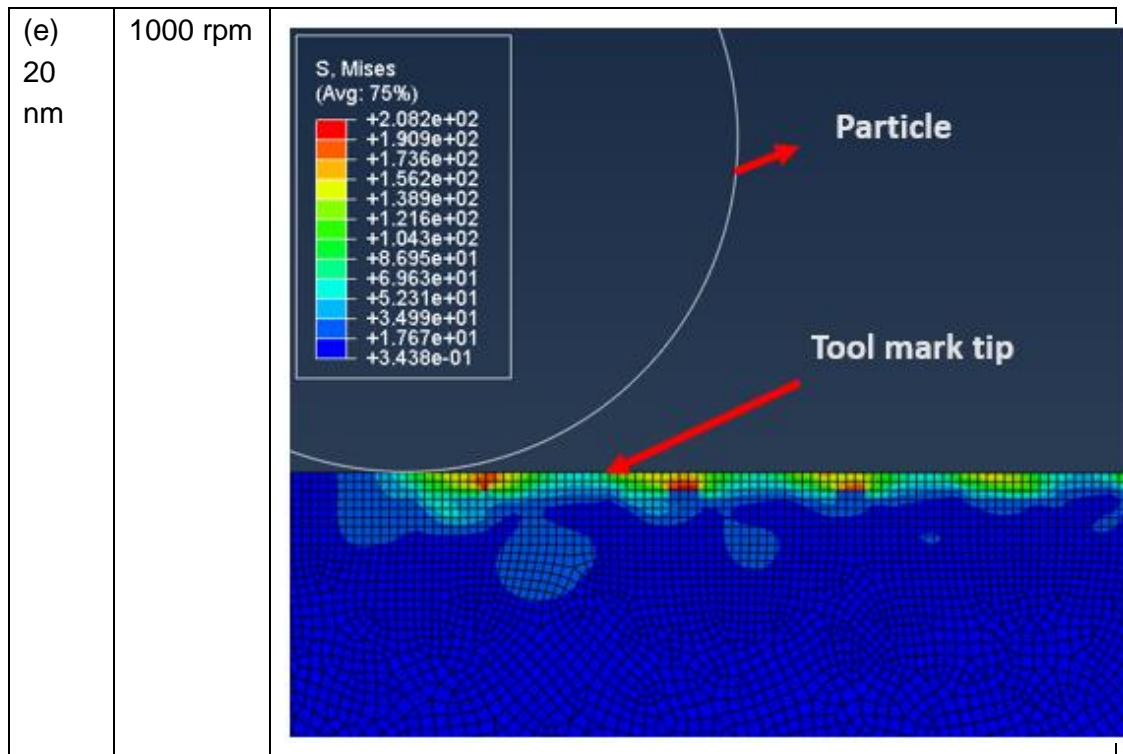 (e)
20
nm
1000 rpm
S, Mises
(Avg: 75%)
+2.082e+02
+1.909e+02
+1.736e+02
+1.562e+02
+1.389e+02
+1.216e+02
+1.043e+02
+8.695e+01
+6.963e+01
+5.231e+01
+3.499e+01
+1.767e+01
+3.438e-01
Particle
Tool mark tip